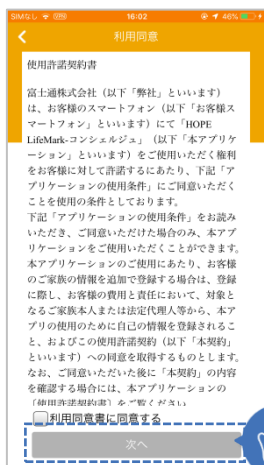 SIMなし 16:02 46%
利用同意
使用許諾契約書
富士通株式会社（以下「弊社」といいます）
は、お客様のスマートフォン（以下「お客様ス
マートフォン」といいます）にて「HOPE
LifeMark-コンシェルジュ」（以下「本アプリケ
ーション」といいます）をご使用いただく権利
をお客様に対して許諾するにあたり、下記「ア
プリケーションの使用条件」にご同意いただく
ことを使用の条件としております。
下記「アプリケーションの使用条件」をお読み
いただき、ご同意いただけた場合のみ、本アプ
リケーションをご使用いただくことができます。
本アプリケーションのご使用にあたり、お客様
のご家族の情報を追加で登録する場合は、登録
に際し、お客様の費用と責任において、対象と
なるご家族本人または法定代理人等から、本ア
プリの使用のために自己の情報を登録されるこ
と、およびこの使用許諾契約（以下「本契約」
といいます）への同意を取得するものとします。
なお、ご同意いただいた後に「本契約」の内容
を確認する場合には、本アプリケーションの
「使用許諾契約書」をご覧ください
利用同意書に同意する
次へ